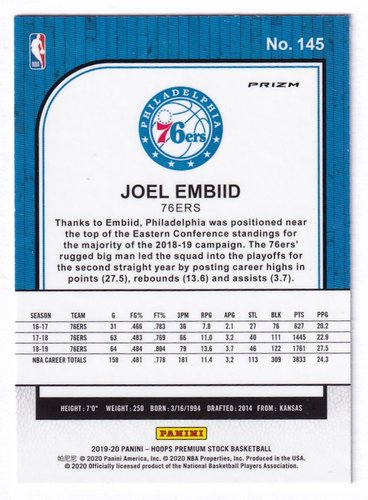 No. 145
NBA
PRIZM
PHILADELPHIA
76ers
JOEL EMBIID
76ERS
Thanks to Embiid, Philadelphia was positioned near
the top of the Eastern Conference standings for
the majority of the 2018-19 campaign. The 76ers'
rugged big man led the squad into the playoffs for
the second straight year by posting career highs in
points (27.5), rebounds (13.6) and assists (3.7).
SEASON TEAM G FG% FT% 3PM RPG APG STL BLK PTS PPG
16-17 76ERS 31 .466 .783 36 7.8 2.1 27 76 627 20.2
17-18 76ERS 63 .483 .769 66 11.0 3.2 40 111 1445 22.9
18-19 76ERS 64 .484 .804 79 13.6 3.7 46 122 1761 27.5
NBA CAREER TOTALS 158 .481 .778 181 11.4 3.2 113 309 3833 24.3
HEIGHT: 7'0" WEIGHT: 250 BORN: 3/16/1994 DRAFTED: 2014 FROM: KANSAS
PANINI
2019-20 PANINI – HOOPS PREMIUM STOCK BASKETBALL
帕尼尼 © 2020 Panini America, Inc. © 2020 NBA Properties, Inc. Produced in the USA.
© 2020 Officially licensed product of the National Basketball Players Association.